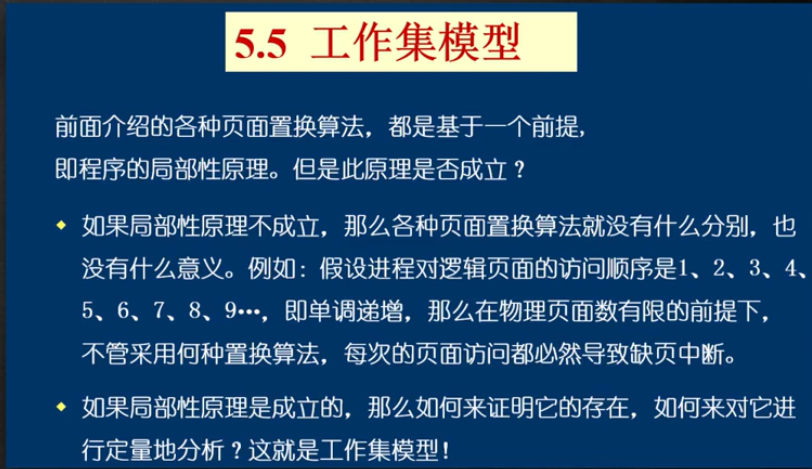 5.5 工作集模型
前面介绍的各种页面置换算法，都是基于一个前提，
即程序的局部性原理。但是此原理是否成立？
◆ 如果局部性原理不成立，那么各种页面置换算法就没有什么分别，也
没有什么意义。例如：假设进程对逻辑页面的访问顺序是1、2、3、4、
5、6、7、8、9…，即单调递增，那么在物理页面数有限的前提下，
不管采用何种置换算法，每次的页面访问都必然导致缺页中断。
◆ 如果局部性原理是成立的，那么如何来证明它的存在，如何来对它进
行定量地分析？这就是工作集模型！